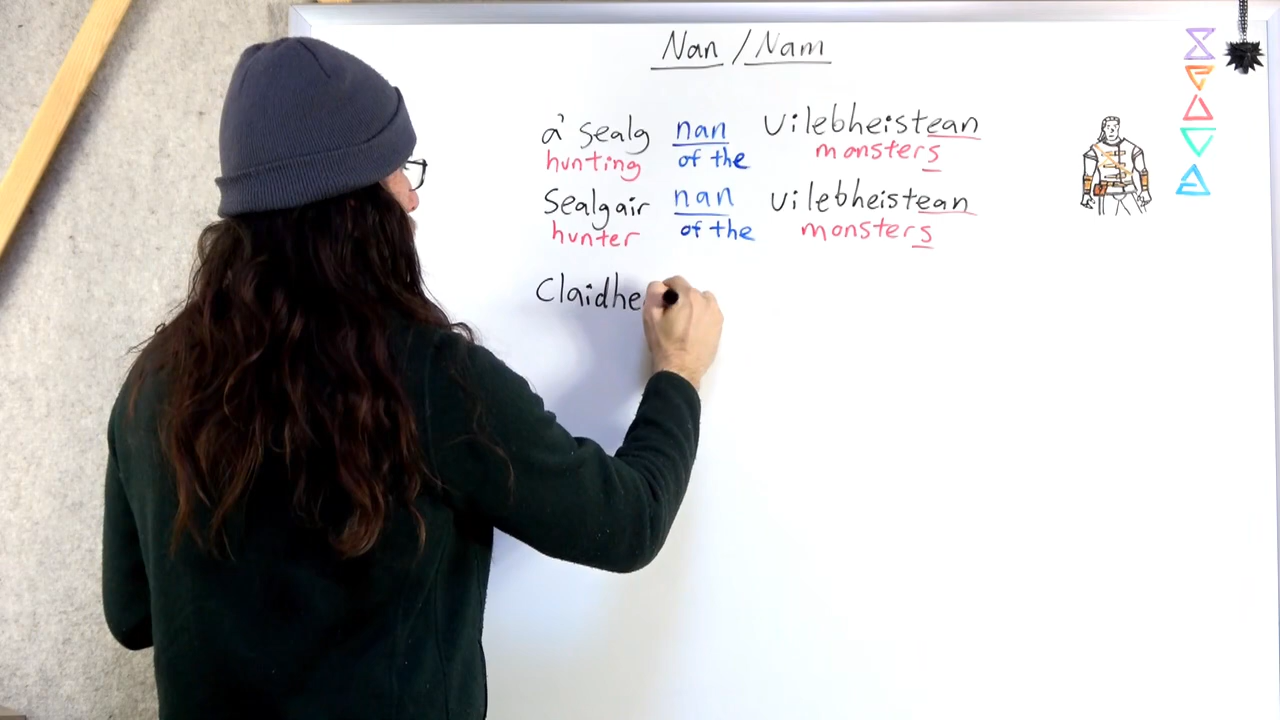 Nan / Nam
a' sealg nan uilebheistean
hunting of the monsters
Sealgair nan uilebheistean
hunter of the monsters
Claidhe